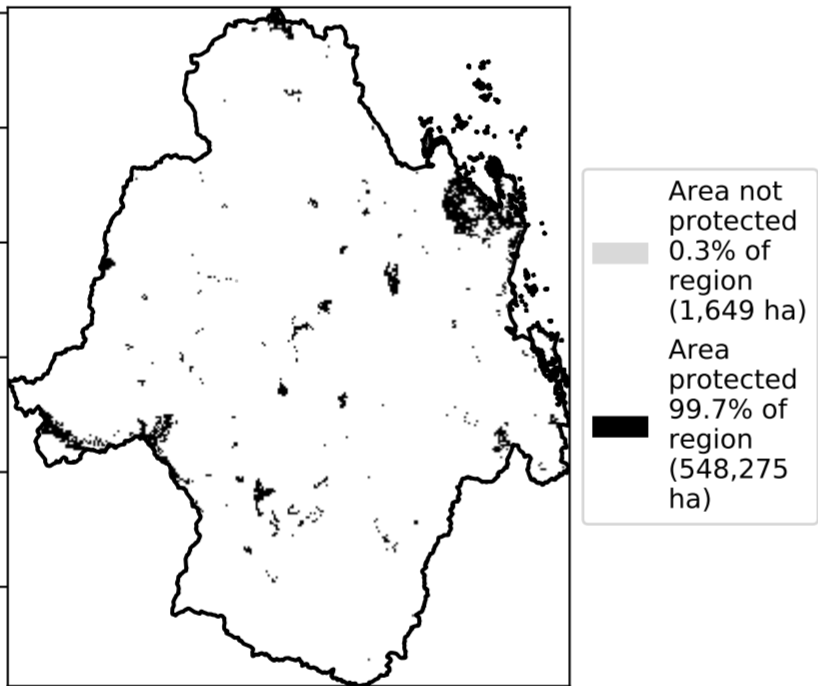 Area not
protected
0.3% of
region
(1,649 ha)
Area
protected
99.7% of
region
(548,275
ha)